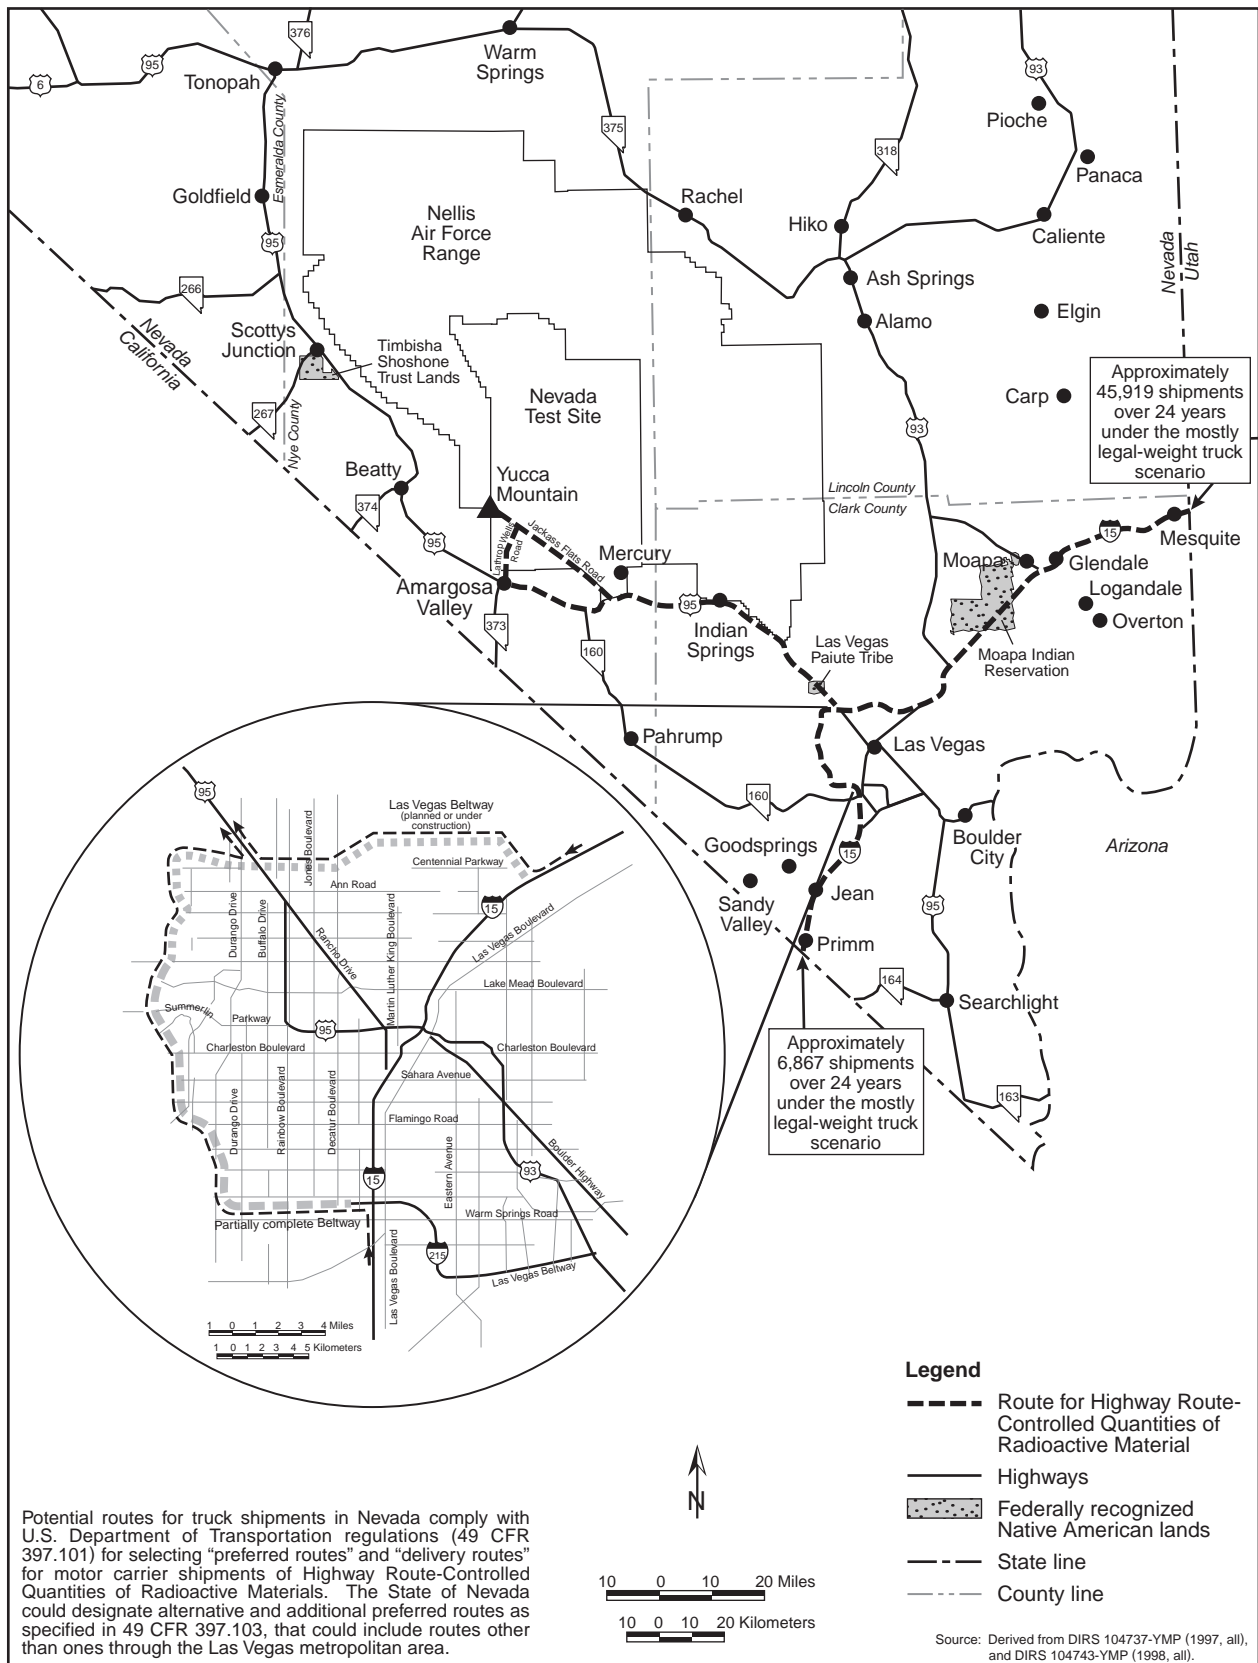 376
95
6
Tonopah
Warm
Springs
93
Pioche
375
318
Panaca
Esmeralda County
Goldfield
Nellis
Air Force
Range
Rachel
Hiko
Caliente
95
Nevada
Utah
266
Ash Springs
Nevada
California
Scottys
Junction
Alamo
Elgin
Timbisha
Shoshone
Trust Lands
Approximately
45,919 shipments
over 24 years
under the mostly
legal-weight truck
scenario
Nevada
Test Site
Carp
267
Nye County
93
Beatty
Yucca
Mountain
Lincoln County
Clark County
374
95
Lathrop Wells
Road
Jackass Flats Road
Mercury
15
Mesquite
Moapa
Glendale
Amargosa
Valley
95
Logandale
Overton
373
160
Indian
Springs
Las Vegas
Paiute Tribe
Moapa Indian
Reservation
Pahrump
Las Vegas
160
Boulder
City
Arizona
Goodsprings
15
Sandy
Valley
Jean
95
Primm
164
Searchlight
163
Approximately
6,867 shipments
over 24 years
under the mostly
legal-weight truck
scenario
95
Las Vegas Beltway
(planned or under
construction)
Jones Boulevard
Centennial Parkway
Ann Road
15
Durango Drive
Buffalo Drive
Rancho Drive
Martin Luther King Boulevard
Las Vegas Boulevard
Lake Mead Boulevard
Summerlin
Parkway
95
Charleston Boulevard
Charleston Boulevard
Sahara Avenue
Durango Drive
Rainbow Boulevard
Decatur Boulevard
Flamingo Road
Eastern Avenue
Boulder Highway
93
15
Warm Springs Road
Partially complete Beltway
215
Las Vegas Boulevard
Las Vegas Beltway
1 0 1 2 3 4 Miles
1 0 1 2 3 4 5 Kilometers
Legend
Route for Highway Route-
Controlled Quantities of
Radioactive Material
Highways
Federally recognized
Native American lands
State line
County line
N
10 0 10 20 Miles
10 0 10 20 Kilometers
Potential routes for truck shipments in Nevada comply with
U.S. Department of Transportation regulations (49 CFR
397.101) for selecting “preferred routes” and “delivery routes”
for motor carrier shipments of Highway Route-Controlled
Quantities of Radioactive Materials. The State of Nevada
could designate alternative and additional preferred routes as
specified in 49 CFR 397.103, that could include routes other
than ones through the Las Vegas metropolitan area.
Source: Derived from DIRS 104737-YMP (1997, all),
and DIRS 104743-YMP (1998, all).